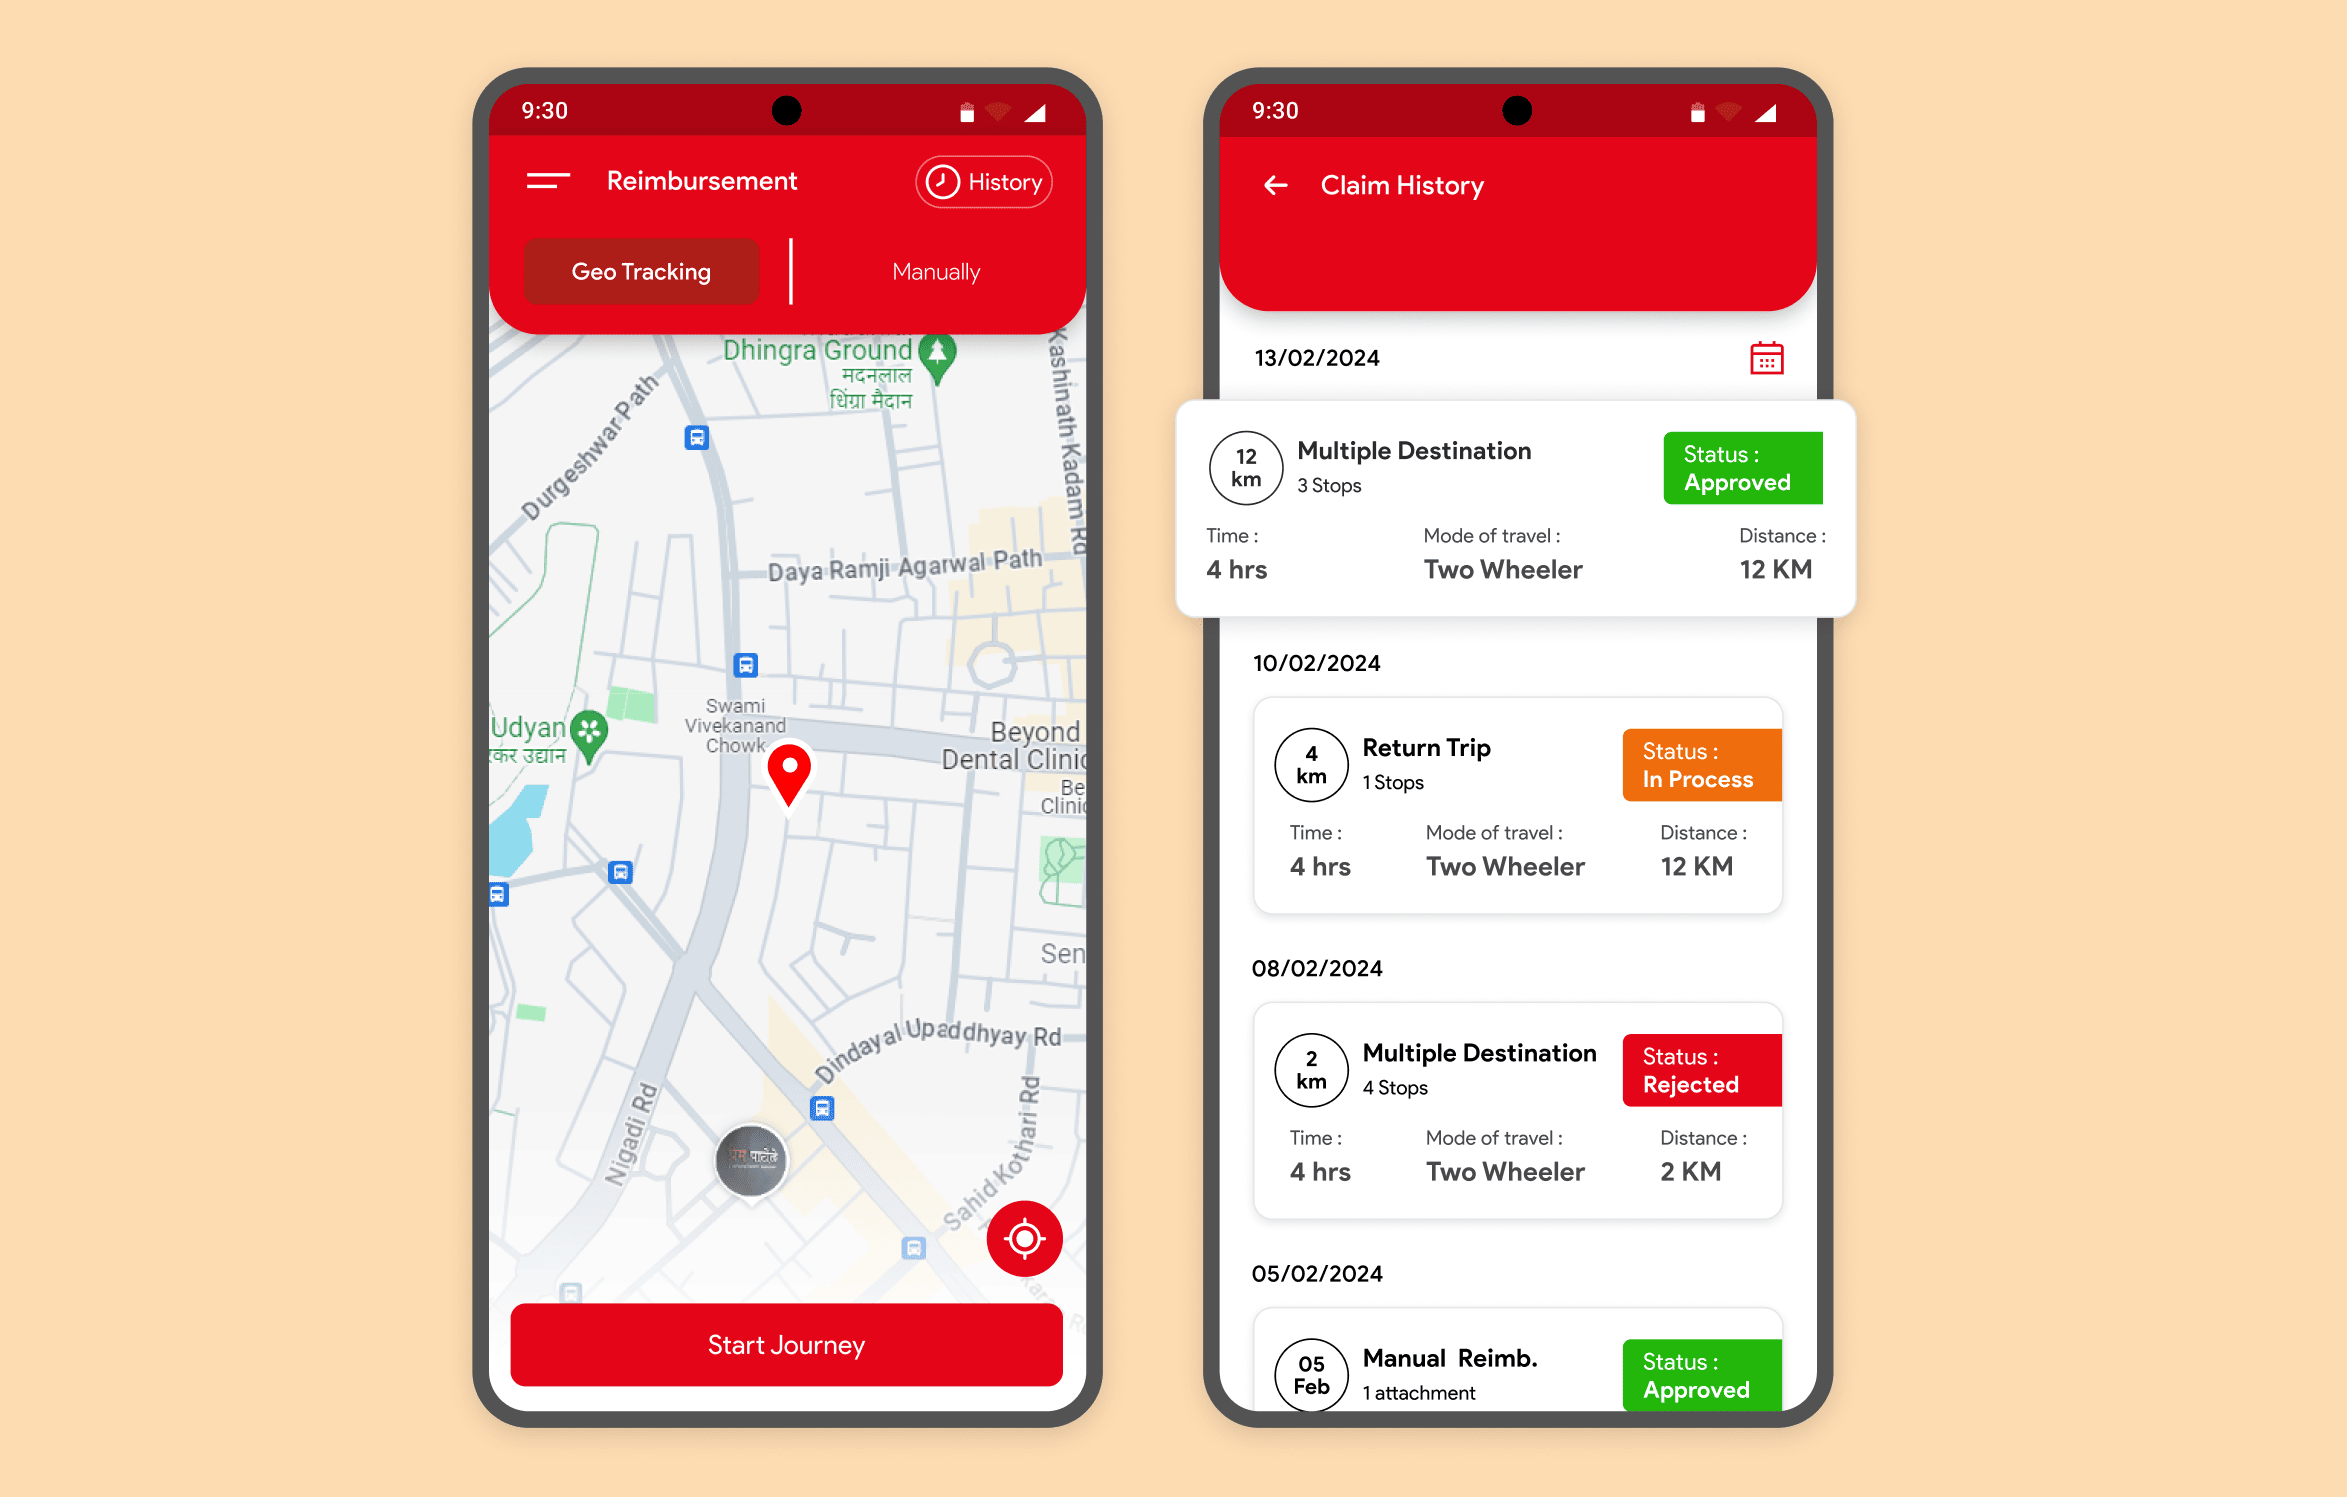 9:30
Reimbursement
History
Geo Tracking
Manually
Dhingra Ground
मदनलाल
धिंग्रा मैदान
Kashinath Kadam Rd
Durgeshwar Path
Daya Ramji Agarwal Path
Swami
Vivekanand
Chowk
Udyan
उद्यान
Beyond
Dental Clinic
Be
Clinic
Sen
Dindayal Upaddhyay Rd
Nigadi Rd
पाटोळे
Sahid Kothari Rd
Start Journey
9:30
Claim History
13/02/2024
12
km
Multiple Destination
3 Stops
Status :
Approved
Time :
4 hrs
Mode of travel :
Two Wheeler
Distance :
12 KM
10/02/2024
4
km
Return Trip
1 Stops
Status :
In Process
Time :
4 hrs
Mode of travel :
Two Wheeler
Distance :
12 KM
08/02/2024
2
km
Multiple Destination
4 Stops
Status :
Rejected
Time :
4 hrs
Mode of travel :
Two Wheeler
Distance :
2 KM
05/02/2024
05
Feb
Manual Reimb.
1 attachment
Status :
Approved